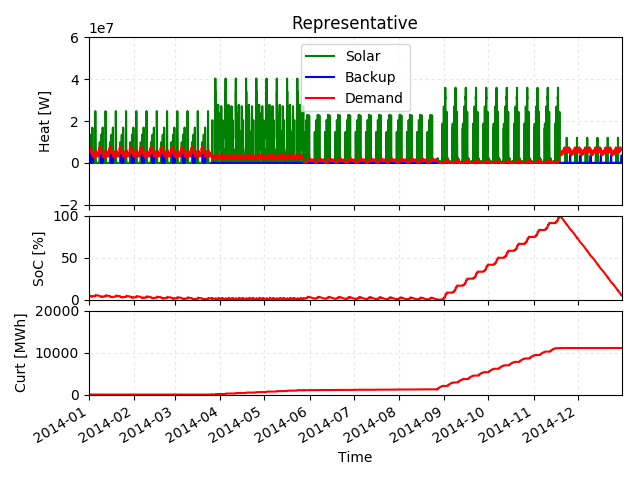 Representative
1e7
6
4
2
0
−2
Heat [W]
Solar
Backup
Demand
100
50
0
SoC [%]
20000
10000
0
Curt [MWh]
2014-01
2014-02
2014-03
2014-04
2014-05
2014-06
2014-07
2014-08
2014-09
2014-10
2014-11
2014-12
Time